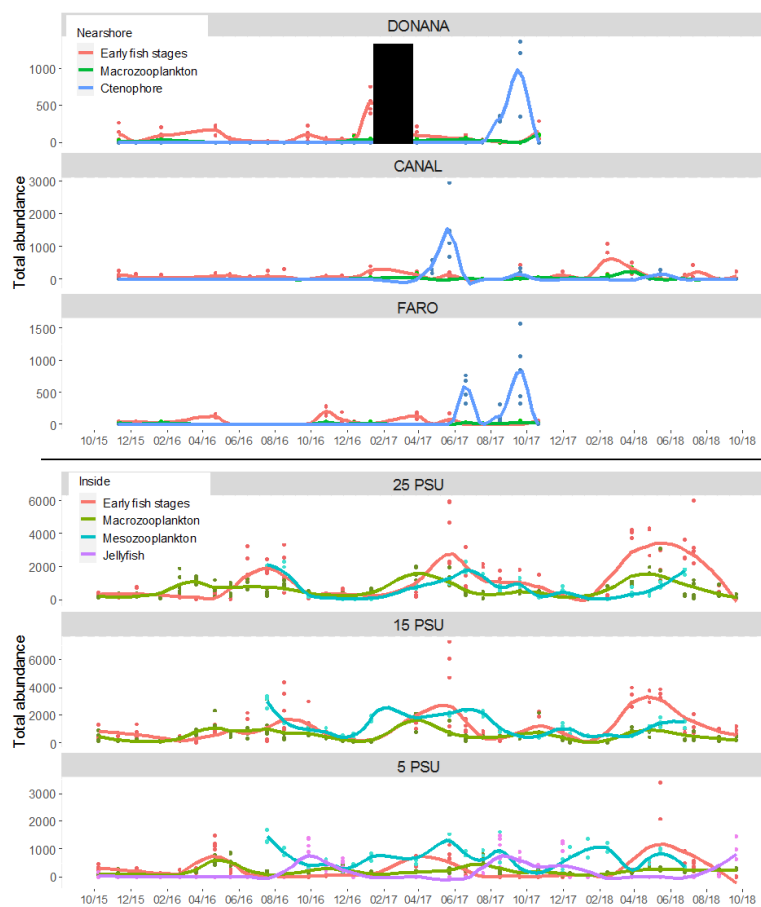 DONANA
Nearshore
Early fish stages
Macrozooplankton
Ctenophore
1000
500
0
CANAL
3000
2000
1000
0
Total abundance
FARO
1500
1000
500
0
10/15 12/15 02/16 04/16 06/16 08/16 10/16 12/16 02/17 04/17 06/17 08/17 10/17 12/17 02/18 04/18 06/18 08/18 10/18
Inside
25 PSU
Early fish stages
Macrozooplankton
Mesozooplankton
Jellyfish
6000
4000
2000
0
15 PSU
6000
4000
2000
0
Total abundance
5 PSU
3000
2000
1000
0
10/15 12/15 02/16 04/16 06/16 08/16 10/16 12/16 02/17 04/17 06/17 08/17 10/17 12/17 02/18 04/18 06/18 08/18 10/18